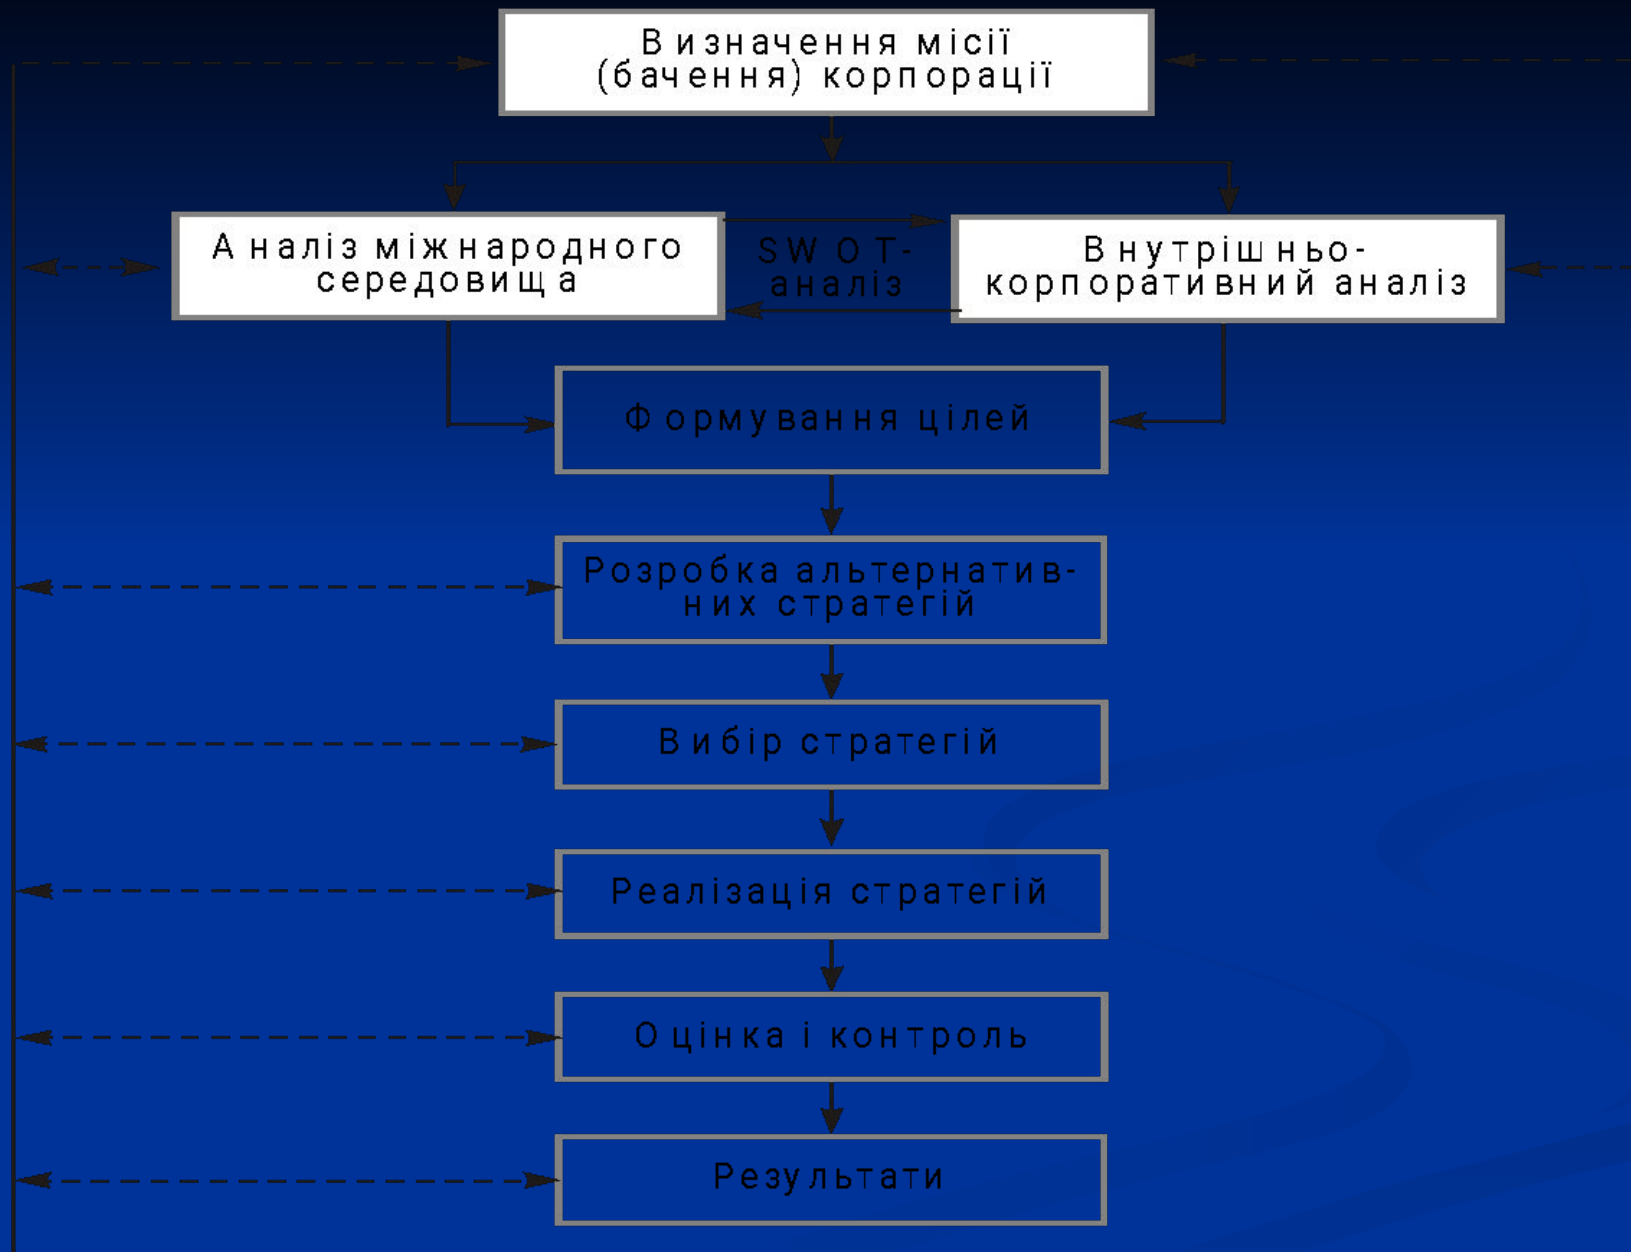 Визначення місії
(бачення) корпорації
Аналіз міжнародного
середовища
SWOT-
аналіз
Внутрішньо-
корпоративний аналіз
Формування цілей
Розробка альтернатив-
них стратегій
Вибір стратегій
Реалізація стратегій
Оцінка і контроль
Результати